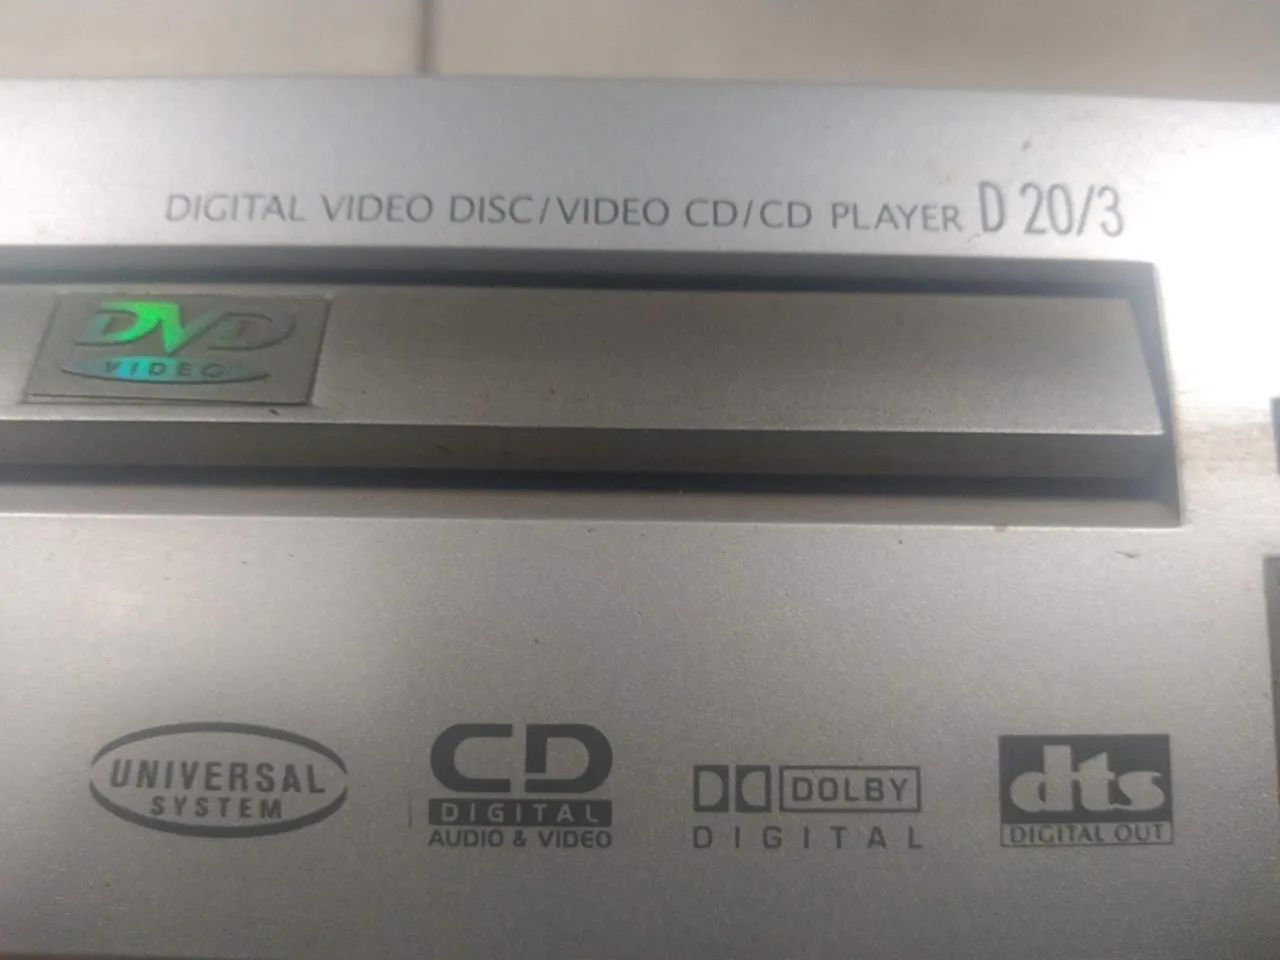 DIGITAL VIDEO DISC/VIDEO CD/CD PLAYER D 20/3
DVD
VIDEO
UNIVERSAL
SYSTEM
CD
DIGITAL
AUDIO & VIDEO
DOLBY
DIGITAL
dts
DIGITAL OUT